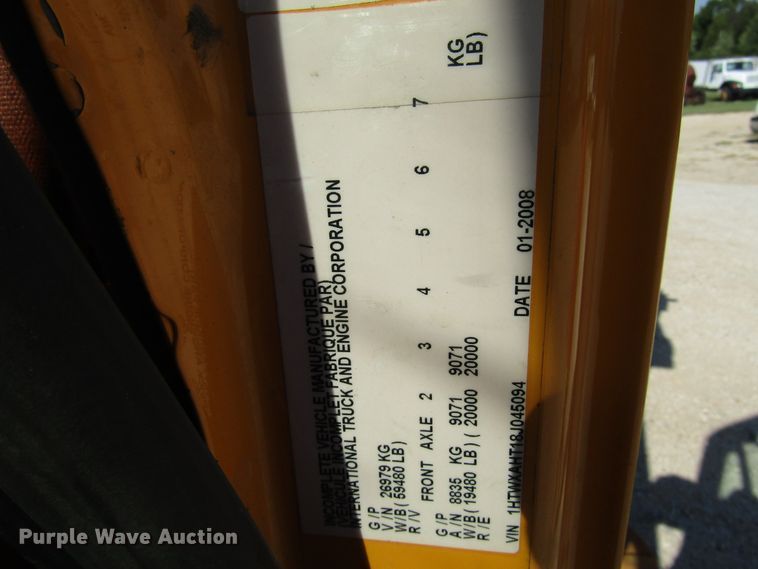 INCOMPLETE VEHICLE MANUFACTURED BY /
(VEHICULE INCOMPLET FABRIQUE PAR)
INTERNATIONAL TRUCK AND ENGINE CORPORATION
G / P
V / N 26979 KG
W/B ( 59480 LB)
R / V FRONT AXLE 2 3 4 5 6 7
G / P
A / N 8835 KG 9071 9071 KG
W/B ( 19480 LB) ( 20000 20000 LB)
R / E
VIN 1HTWXAHT18J045094 DATE 01-2008
Purple Wave Auction®